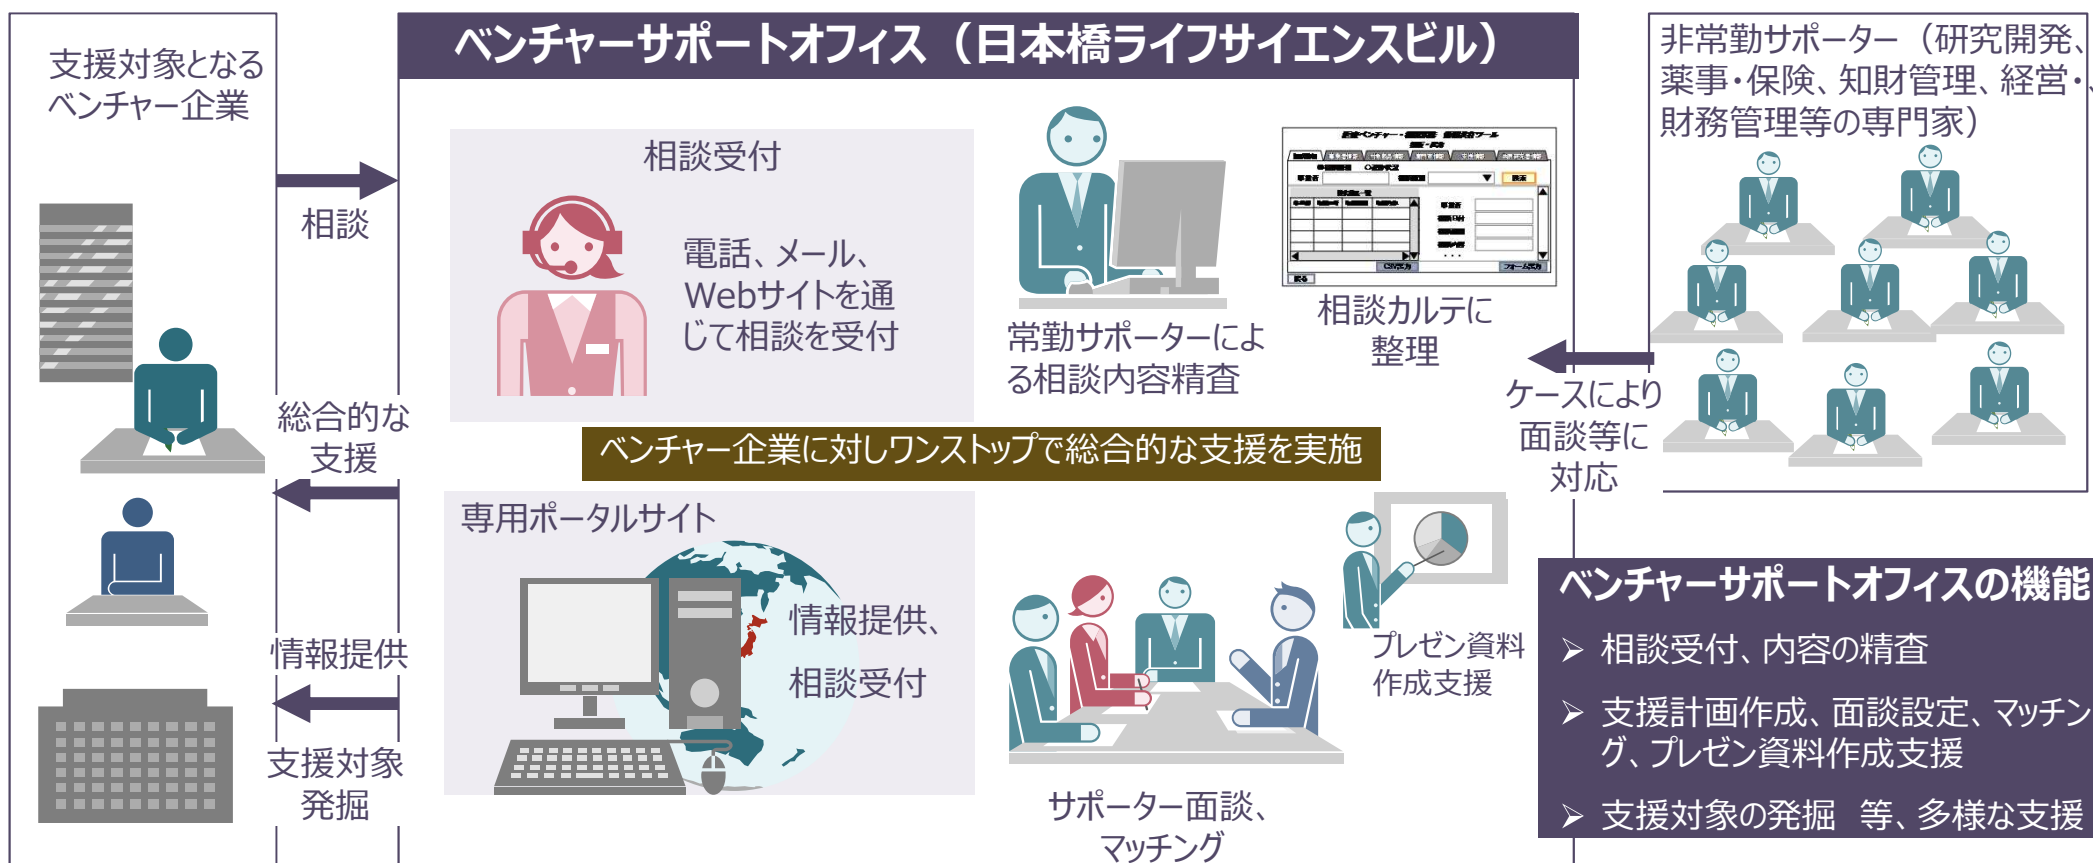 ベンチャーサポートオフィス（日本橋ライフサイエンスビル）
支援対象となる
ベンチャー企業
相談
総合的な
支援
情報提供
支援対象
発掘
相談受付
電話、メール、
Webサイトを通
じて相談を受付
常勤サポーターによ
る相談内容精査
相談カルテに
整理
非常勤サポーター（研究開発、
薬事・保険、知財管理、経営・、
財務管理等の専門家）
ケースにより
面談等に
対応
ベンチャー企業に対しワンストップで総合的な支援を実施
専用ポータルサイト
情報提供、
相談受付
サポーター面談、
マッチング
プレゼン資料
作成支援
ベンチャーサポートオフィスの機能
➢ 相談受付、内容の精査
➢ 支援計画作成、面談設定、マッチン
グ、プレゼン資料作成支援
➢ 支援対象の発掘　等、多様な支援